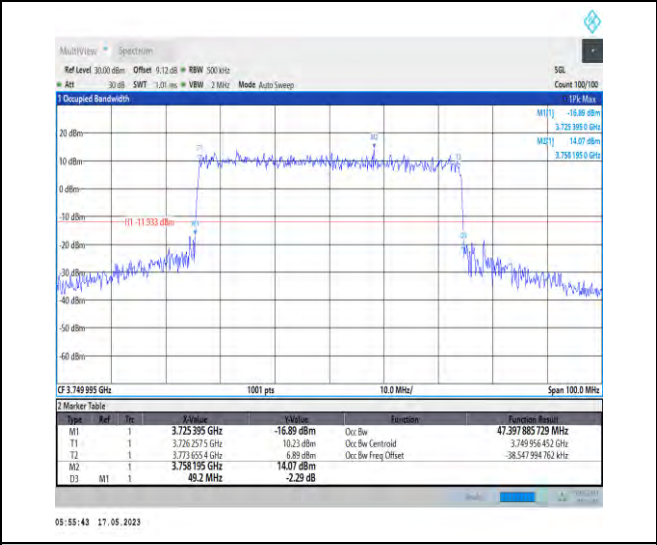 MultiView Spectrum
Ref Level 30.00 dBm Offset 9.12 dB RBW 500 kHz SGL
Att 30 dB SWT 1.01 ms VBW 2 MHz Mode Auto Sweep Count 100/100
1 Occupied Bandwidth 1Pk Max
M1[1] -16.89 dBm
3.725 395 0 GHz
M2[1] 14.07 dBm
3.758 195 0 GHz
20 dBm
M2
T1
T2
10 dBm
0 dBm
-10 dBm
H1 -11.933 dBm
M1
D3
-20 dBm
-30 dBm
-40 dBm
-50 dBm
-60 dBm
CF 3.749 995 GHz 1001 pts 10.0 MHz/ Span 100.0 MHz
2 Marker Table
Type Ref Trc X-Value Y-Value Function Function Result
M1 1 3.725 395 GHz -16.89 dBm Occ Bw 47.397 885 729 MHz
T1 1 3.726 257 5 GHz 10.23 dBm Occ Bw Centroid 3.749 956 452 GHz
T2 1 3.773 655 4 GHz 6.89 dBm Occ Bw Freq Offset -38.547 994 762 kHz
M2 1 3.758 195 GHz 14.07 dBm
D3 M1 1 49.2 MHz -2.29 dB
05:55:43 17.05.2023